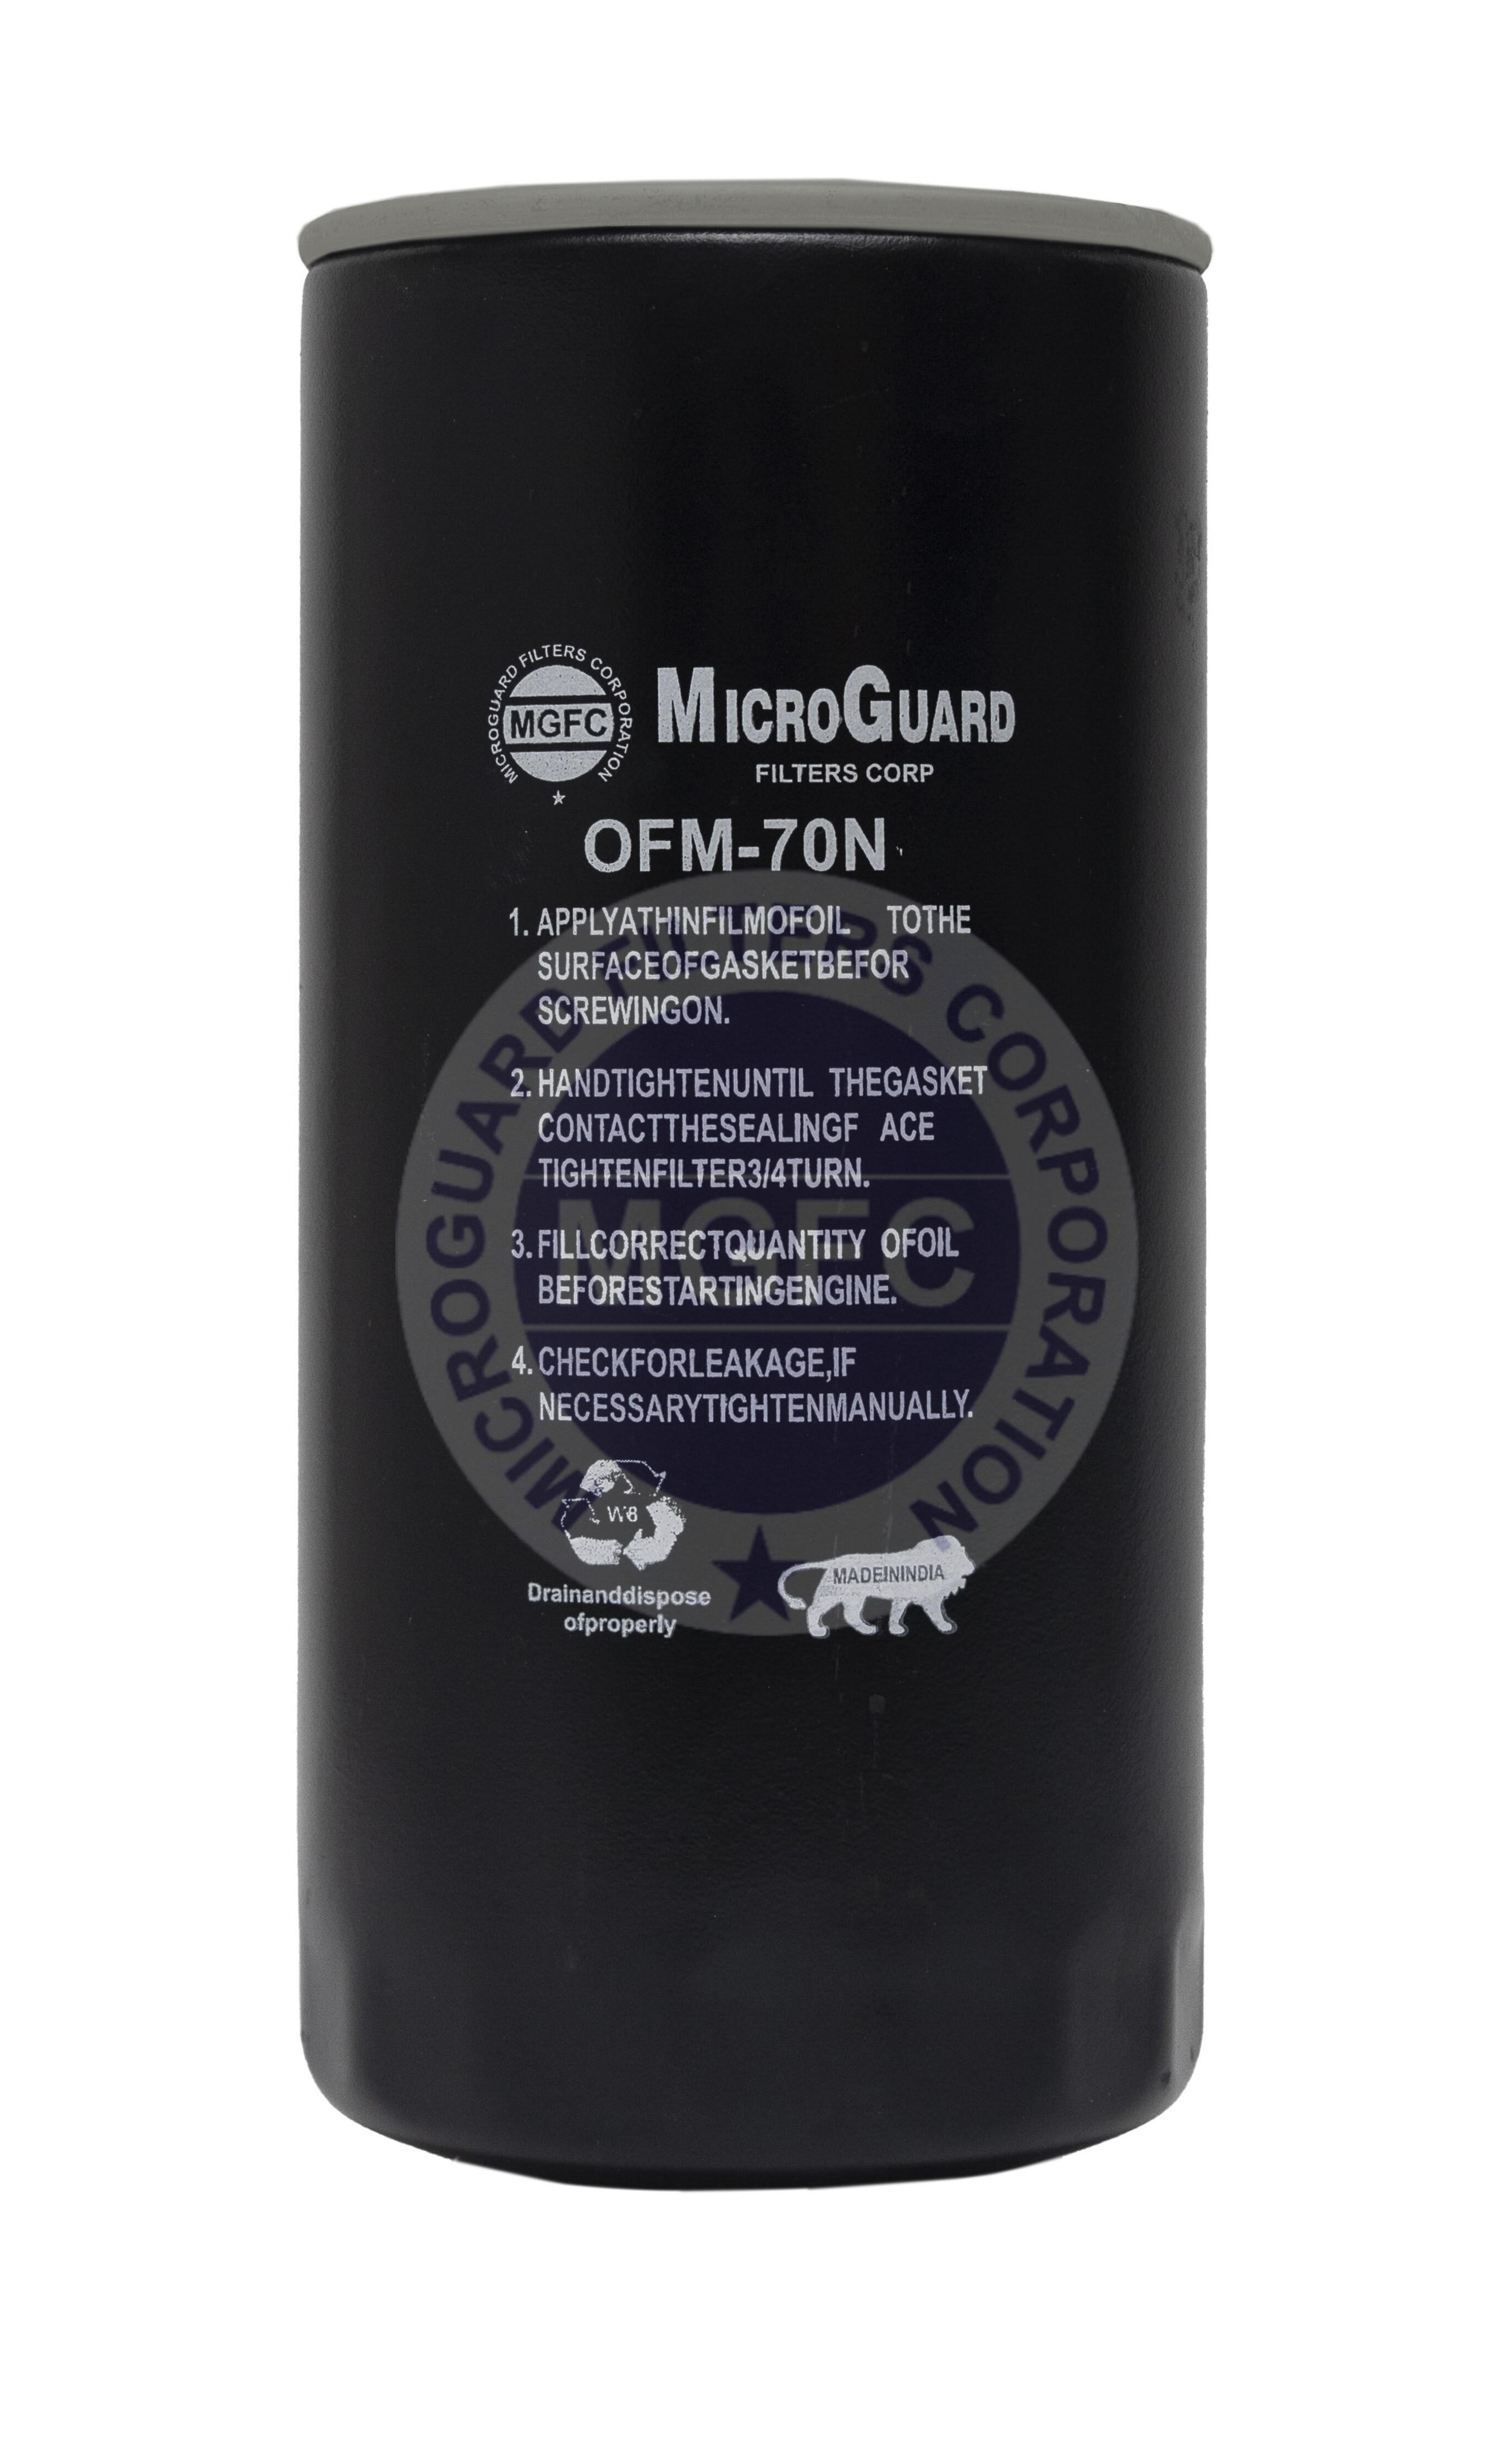 MICROGUARD FILTERS CORPORATION
MGFC
MICROGUARD
FILTERS CORP
OFM-70N
1. APPLYATHINFILMOFOIL TOTHE
SURFACEOFGASKETBEFOR
SCREWINGON.
2. HANDTIGHTENUNTIL THEGASKET
CONTACTTHESEALINGF ACE
TIGHTENFILTER3/4TURN.
3. FILLCORRECTQUANTITY OFOIL
BEFORESTARTINGENGINE.
4. CHECKFORLEAKAGE,IF
NECESSARYTIGHTENMANUALLY.
MICROGUARD FILTERS CORPORATION
MGFC
Drainanddispose
ofproperly
MADEININDIA